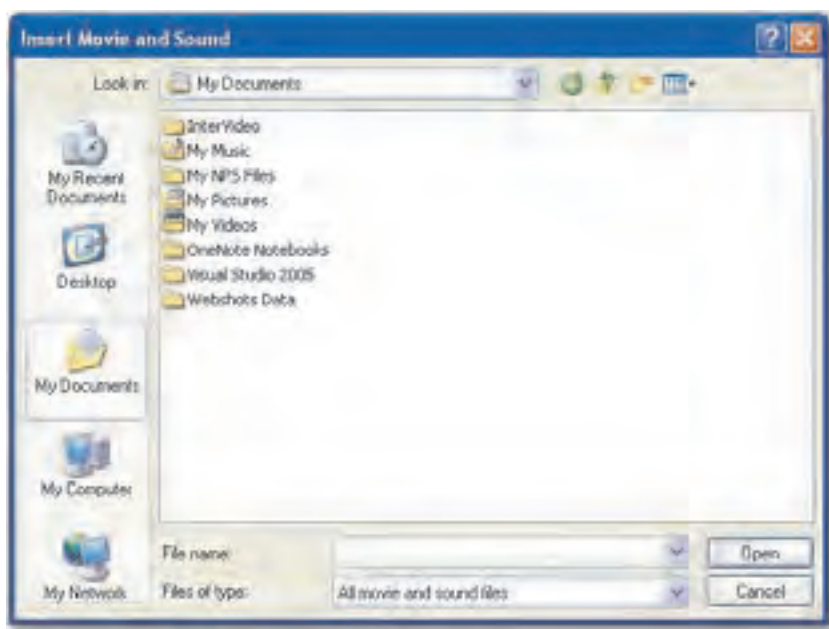 Insert Movie and Sound
Look in:
My Documents
InterVideo
My Music
My NPS Files
My Pictures
My Videos
OneNote Notebooks
Visual Studio 2005
Webshots Data
My Recent
Documents
Desktop
My Documents
My Computer
My Network
File name:
Open
Files of type:
All movie and sound files
Cancel